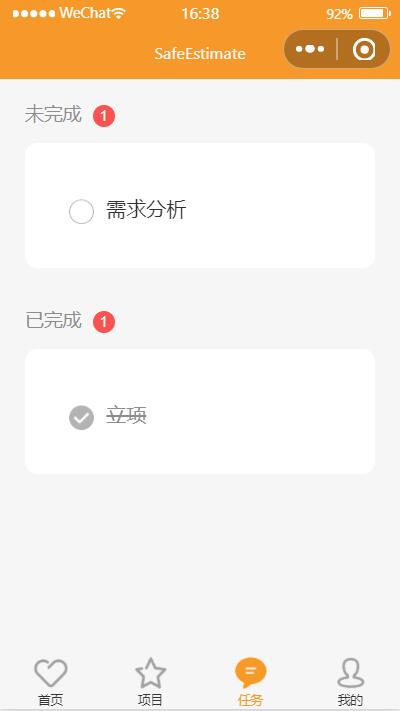 WeChat 16:38 92%
SafeEstimate
未完成 1
需求分析
已完成 1
立项
首页 项目 任务 我的